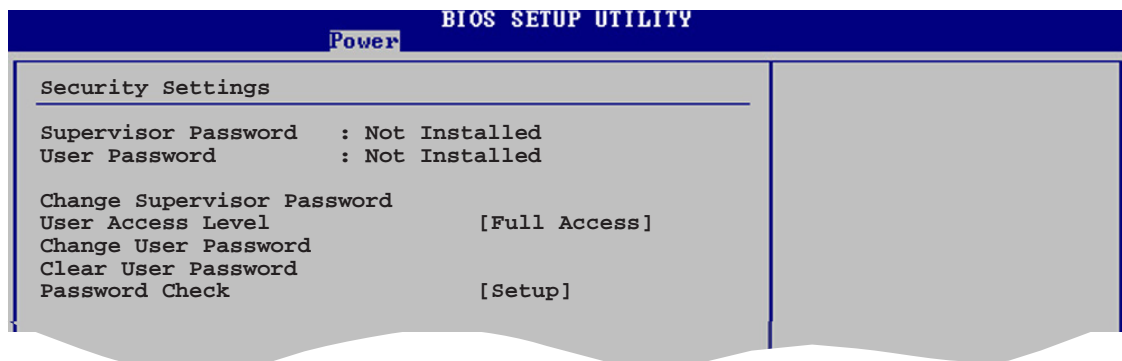 BIOS SETUP UTILITY
Power
Security Settings
Supervisor Password : Not Installed
User Password : Not Installed
Change Supervisor Password
User Access Level [Full Access]
Change User Password
Clear User Password
Password Check [Setup]